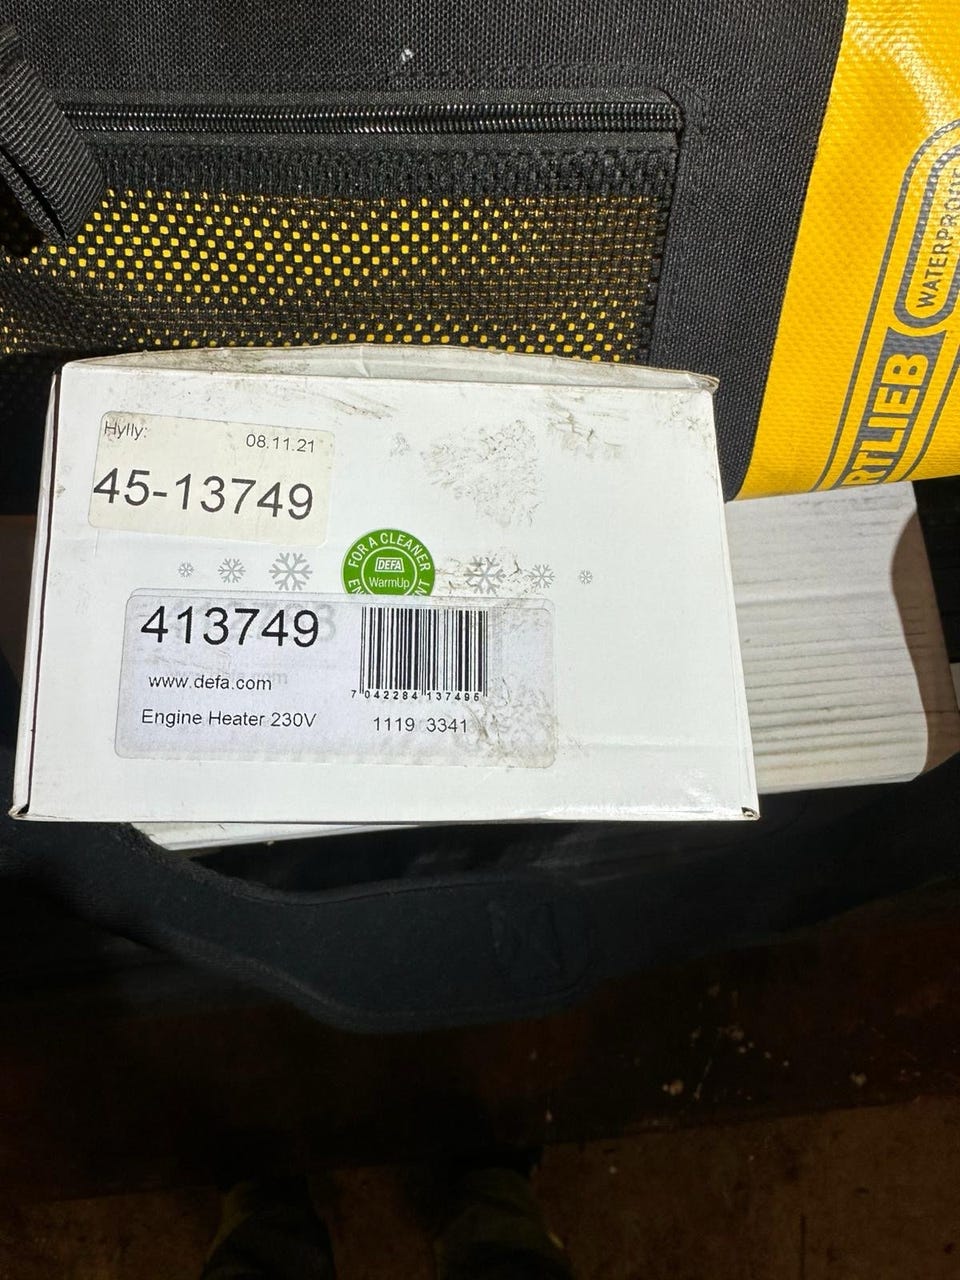 WATERPROOF
RTLIEB
Hylly:
08.11.21
45-13749
FOR A CLEANER
DEFA
WarmUp
413749
www.defa.com
7 042284 137495
Engine Heater 230V
1119 3341